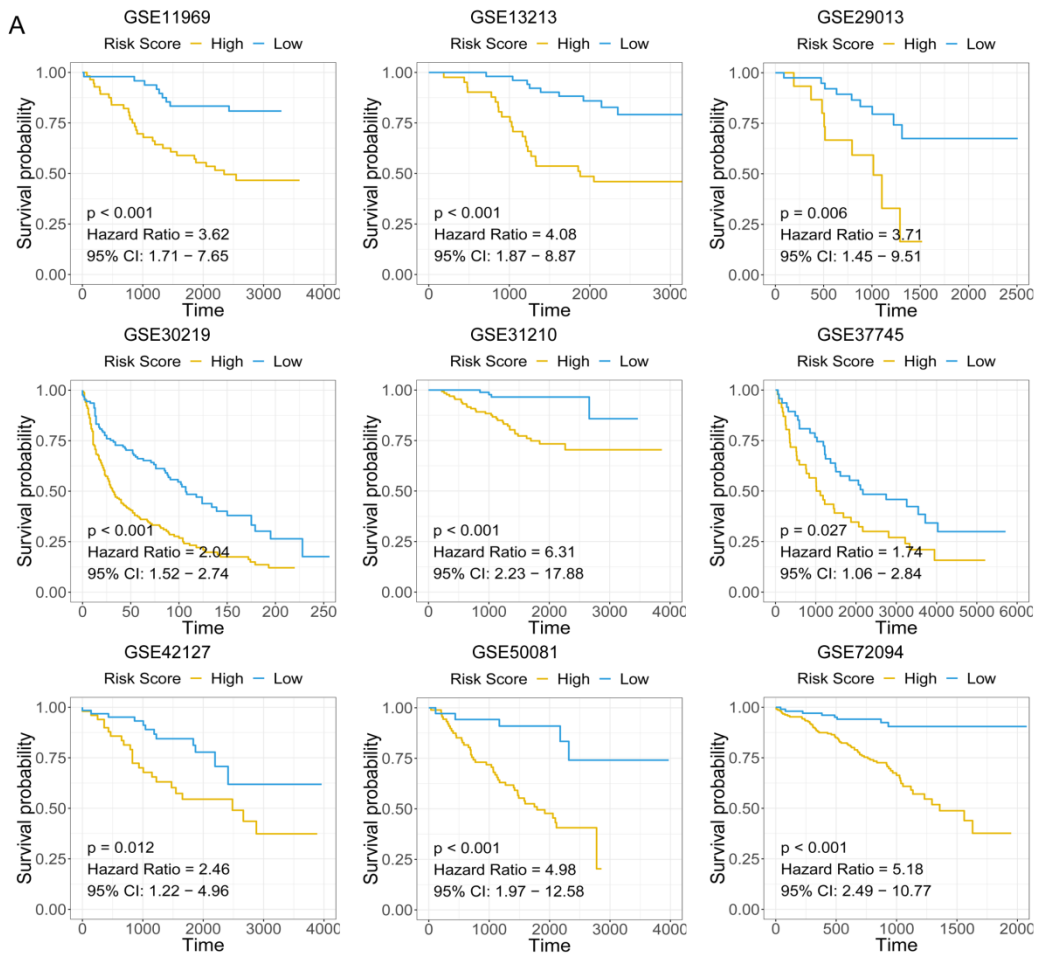 A
GSE11969
Risk Score High Low
Survival probability
1.00
0.75
0.50
0.25
0.00
p < 0.001
Hazard Ratio = 3.62
95% CI: 1.71 − 7.65
0 1000 2000 3000 4000
Time
GSE13213
Risk Score High Low
Survival probability
1.00
0.75
0.50
0.25
0.00
p < 0.001
Hazard Ratio = 4.08
95% CI: 1.87 − 8.87
0 1000 2000 3000
Time
GSE29013
Risk Score High Low
Survival probability
1.00
0.75
0.50
0.25
0.00
p = 0.006
Hazard Ratio = 3.71
95% CI: 1.45 − 9.51
0 500 1000 1500 2000 2500
Time
GSE30219
Risk Score High Low
Survival probability
1.00
0.75
0.50
0.25
0.00
p < 0.001
Hazard Ratio = 2.04
95% CI: 1.52 − 2.74
0 50 100 150 200 250
Time
GSE31210
Risk Score High Low
Survival probability
1.00
0.75
0.50
0.25
0.00
p < 0.001
Hazard Ratio = 6.31
95% CI: 2.23 − 17.88
0 1000 2000 3000 4000
Time
GSE37745
Risk Score High Low
Survival probability
1.00
0.75
0.50
0.25
0.00
p = 0.027
Hazard Ratio = 1.74
95% CI: 1.06 − 2.84
0 1000 2000 3000 4000 5000 6000
Time
GSE42127
Risk Score High Low
Survival probability
1.00
0.75
0.50
0.25
0.00
p = 0.012
Hazard Ratio = 2.46
95% CI: 1.22 − 4.96
0 1000 2000 3000 4000
Time
GSE50081
Risk Score High Low
Survival probability
1.00
0.75
0.50
0.25
0.00
p < 0.001
Hazard Ratio = 4.98
95% CI: 1.97 − 12.58
0 1000 2000 3000 4000
Time
GSE72094
Risk Score High Low
Survival probability
1.00
0.75
0.50
0.25
0.00
p < 0.001
Hazard Ratio = 5.18
95% CI: 2.49 − 10.77
0 500 1000 1500 2000
Time